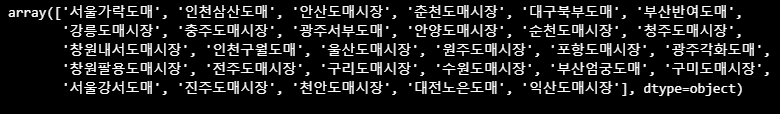 array(['서울가락도매', '인천삼산도매', '안산도매시장', '춘천도매시장', '대구북부도매', '부산반여도매',
'강릉도매시장', '충주도매시장', '광주서부도매', '안양도매시장', '순천도매시장', '청주도매시장',
'창원내서도매시장', '인천구월도매', '울산도매시장', '원주도매시장', '포항도매시장', '광주각화도매',
'창원팔용도매시장', '전주도매시장', '구리도매시장', '수원도매시장', '부산엄궁도매', '구미도매시장',
'서울강서도매', '진주도매시장', '천안도매시장', '대전노은도매', '익산도매시장'], dtype=object)